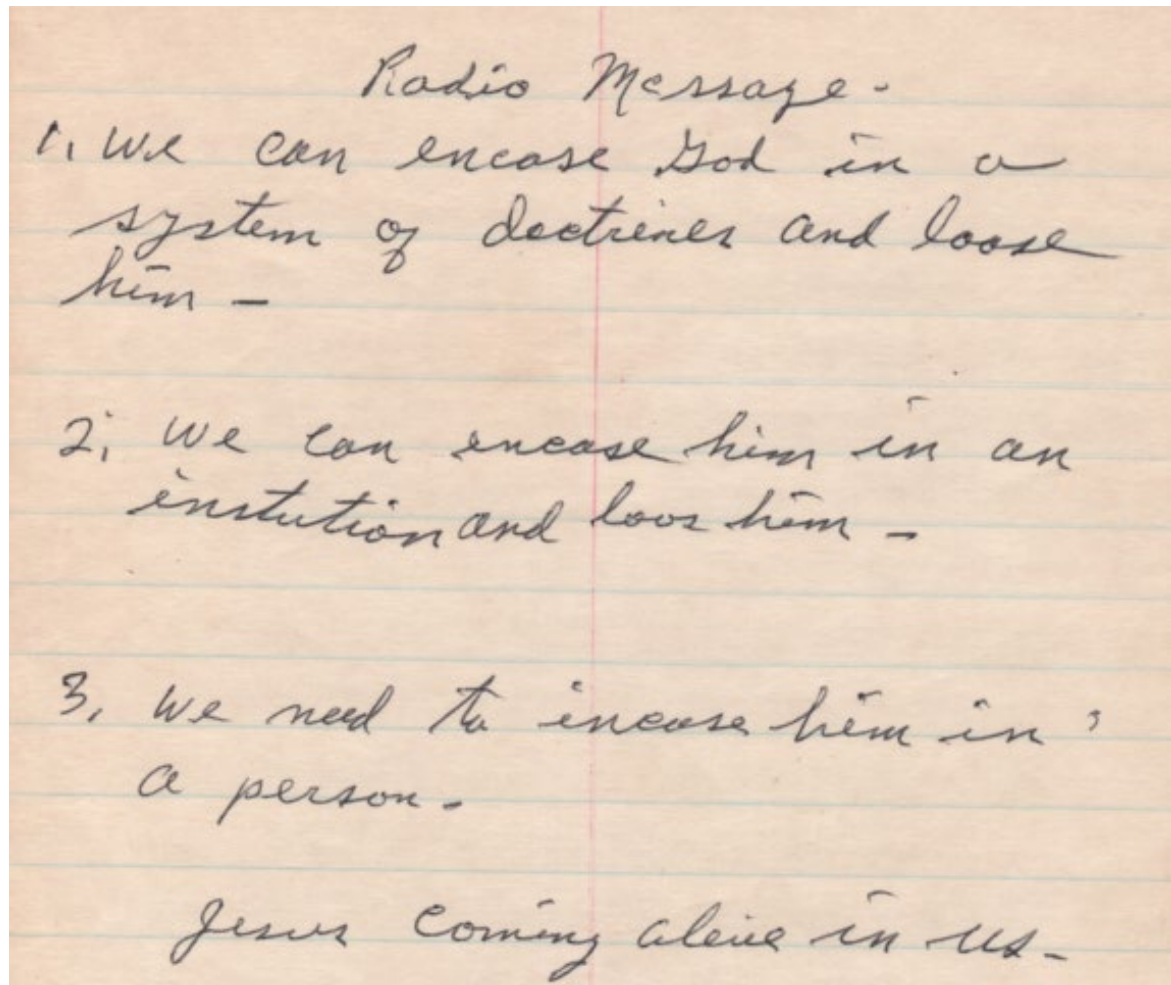 Radio Message -
1. We can encase God in a
system of doctrines and loose
him -
2. We can encase him in an
instution and loos him -
3. We need to incase him in
a person -
Jesus coming alive in us -